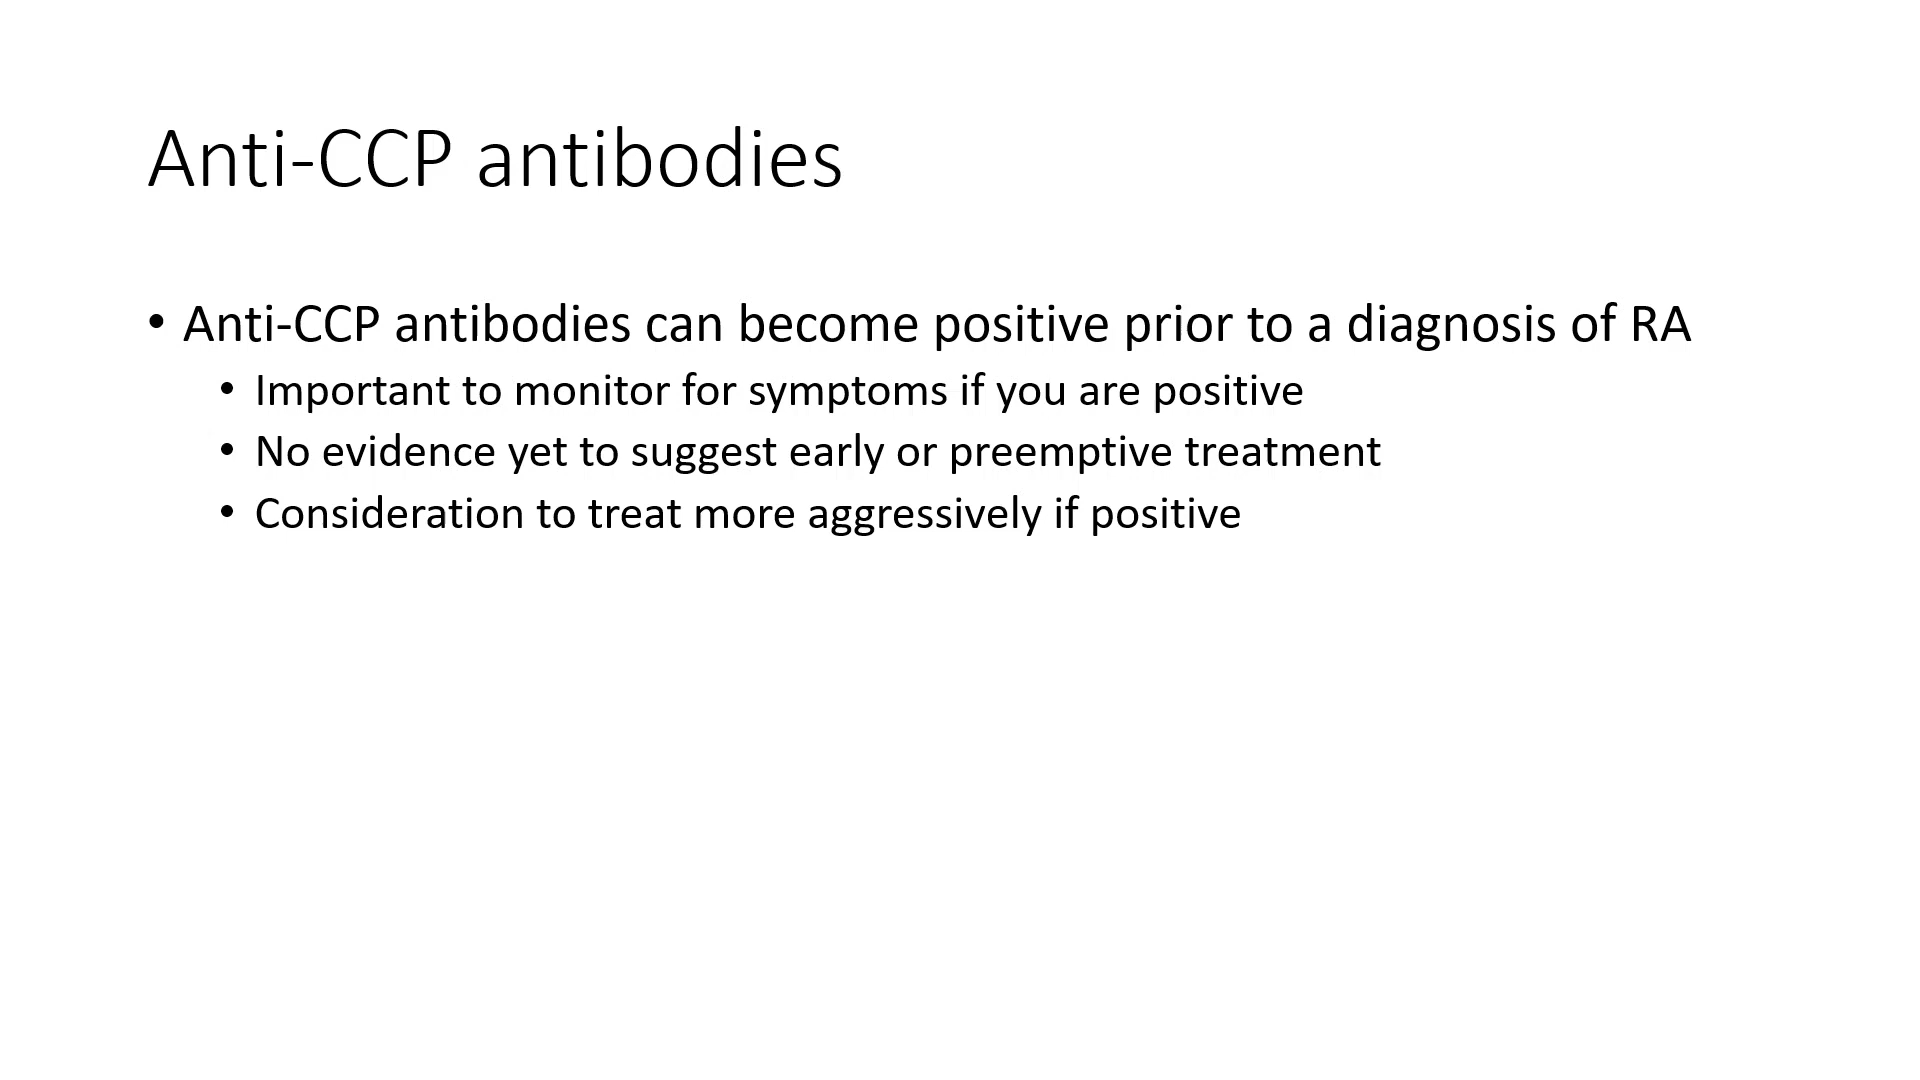 Anti-CCP antibodies
• Anti-CCP antibodies can become positive prior to a diagnosis of RA
• Important to monitor for symptoms if you are positive
• No evidence yet to suggest early or preemptive treatment
• Consideration to treat more aggressively if positive